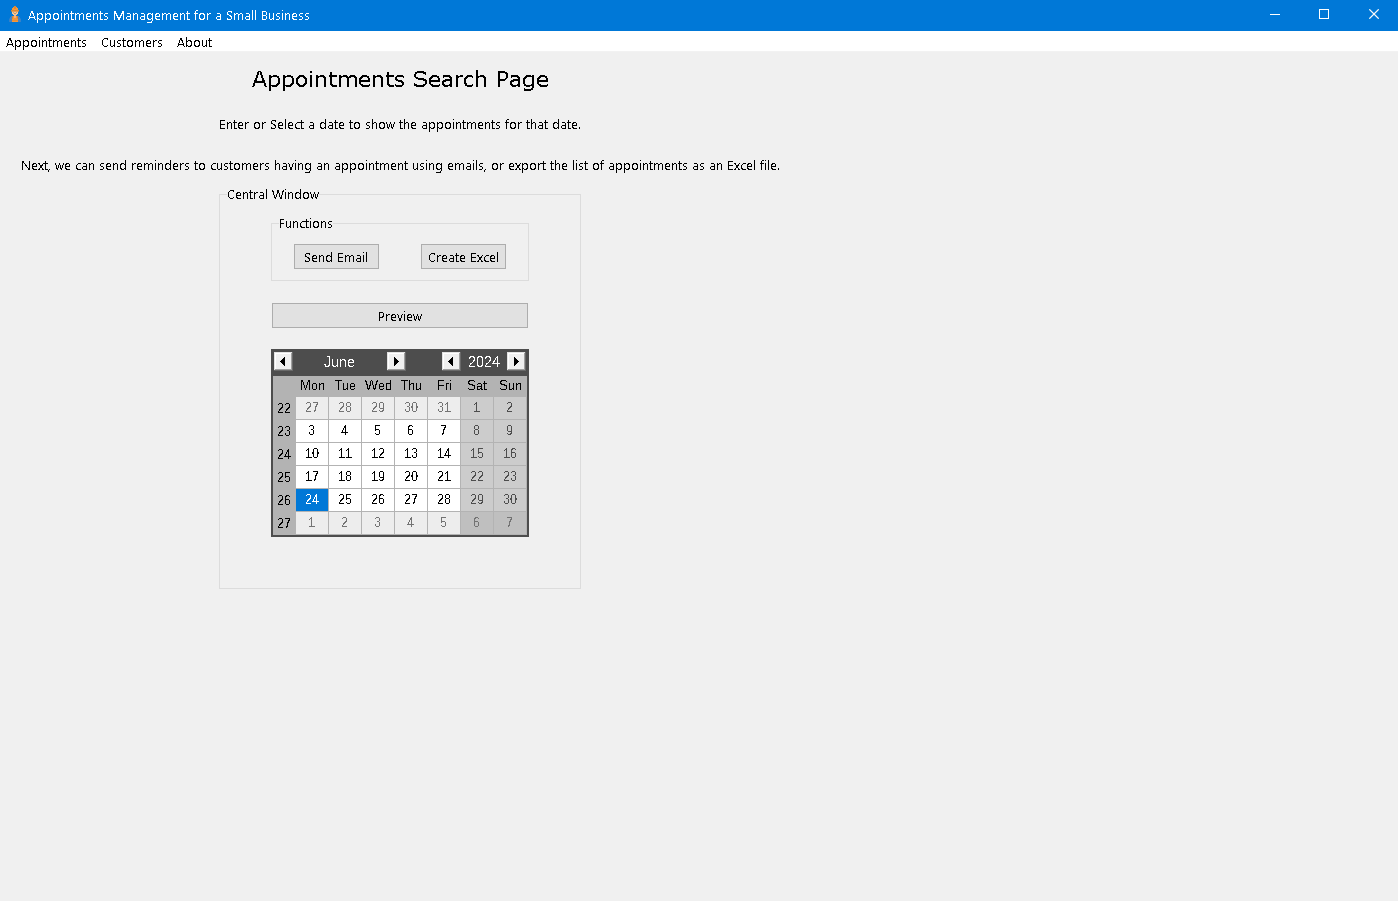 Appointments Management for a Small Business
Appointments Customers About
Appointments Search Page
Enter or Select a date to show the appointments for that date.
Next, we can send reminders to customers having an appointment using emails, or export the list of appointments as an Excel file.
Central Window
Functions
Send Email Create Excel
Preview
June 2024
Mon Tue Wed Thu Fri Sat Sun
22 27 28 29 30 31 1 2
23 3 4 5 6 7 8 9
24 10 11 12 13 14 15 16
25 17 18 19 20 21 22 23
26 24 25 26 27 28 29 30
27 1 2 3 4 5 6 7